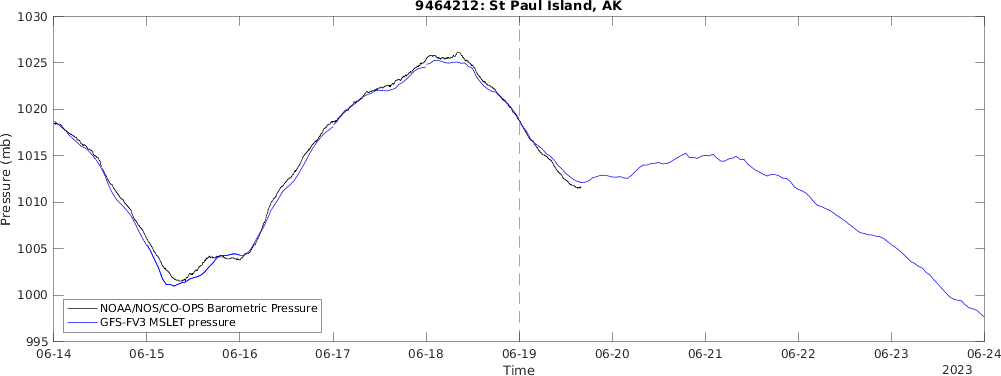 9464212: St Paul Island, AK
Pressure (mb)
1030
1025
1020
1015
1010
1005
1000
995
NOAA/NOS/CO-OPS Barometric Pressure
GFS-FV3 MSLET pressure
06-14 06-15 06-16 06-17 06-18 06-19 06-20 06-21 06-22 06-23 06-24
Time
2023